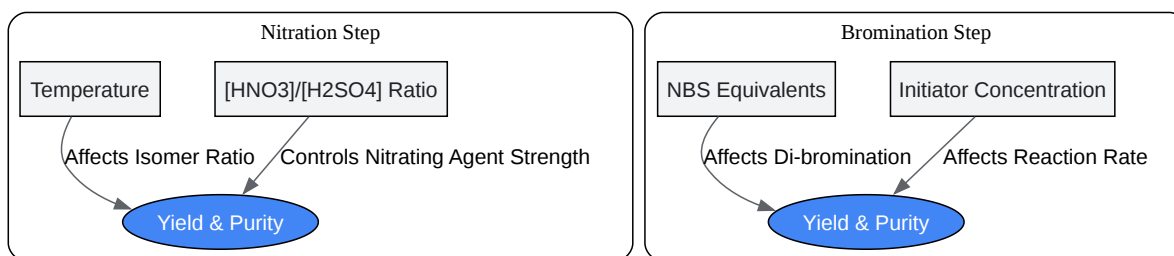 Nitration Step
Temperature
[HNO3]/[H2SO4] Ratio
Affects Isomer Ratio
Controls Nitrating Agent Strength
Yield & Purity
Bromination Step
NBS Equivalents
Initiator Concentration
Affects Di-bromination
Affects Reaction Rate
Yield & Purity